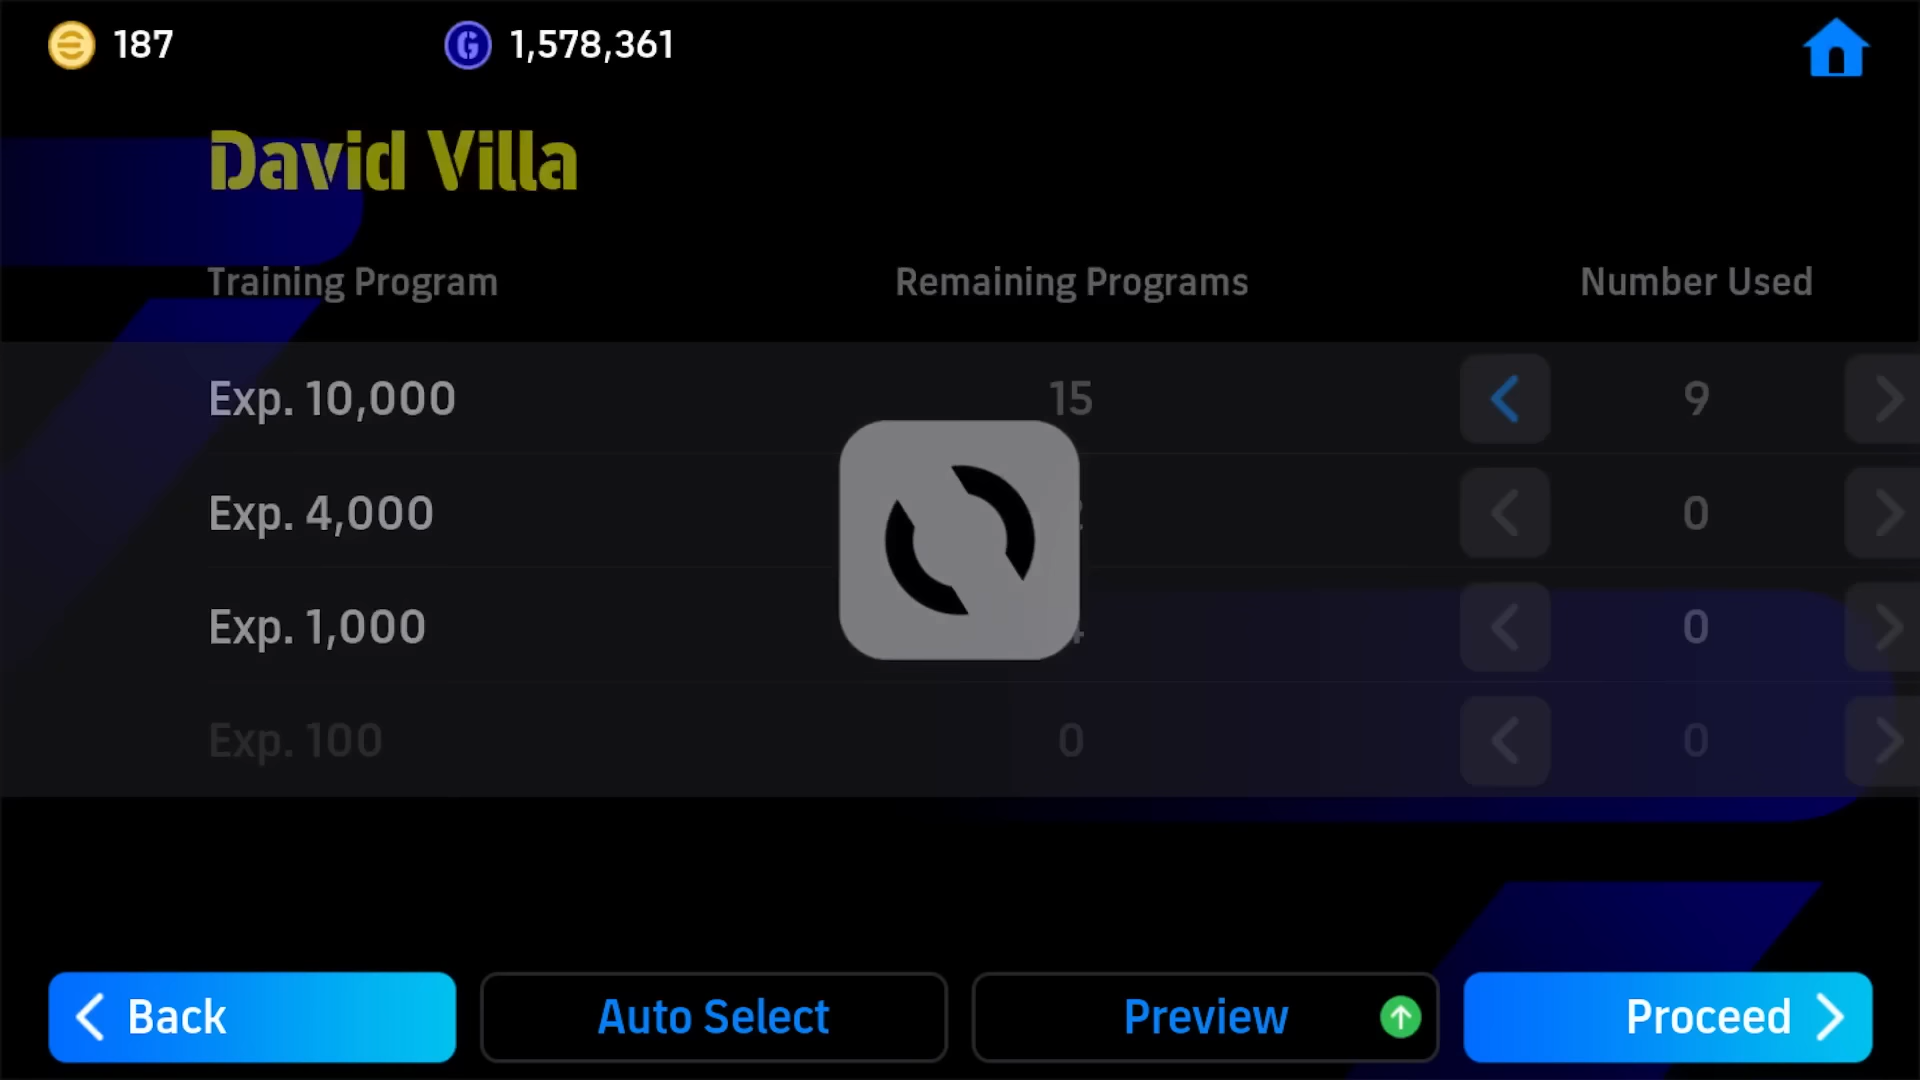 187
1,578,361
David Villa
Training Program Remaining Programs Number Used
Exp. 10,000 15 9
Exp. 4,000 0
Exp. 1,000 0
Exp. 100 0 0
Back Auto Select Preview Proceed